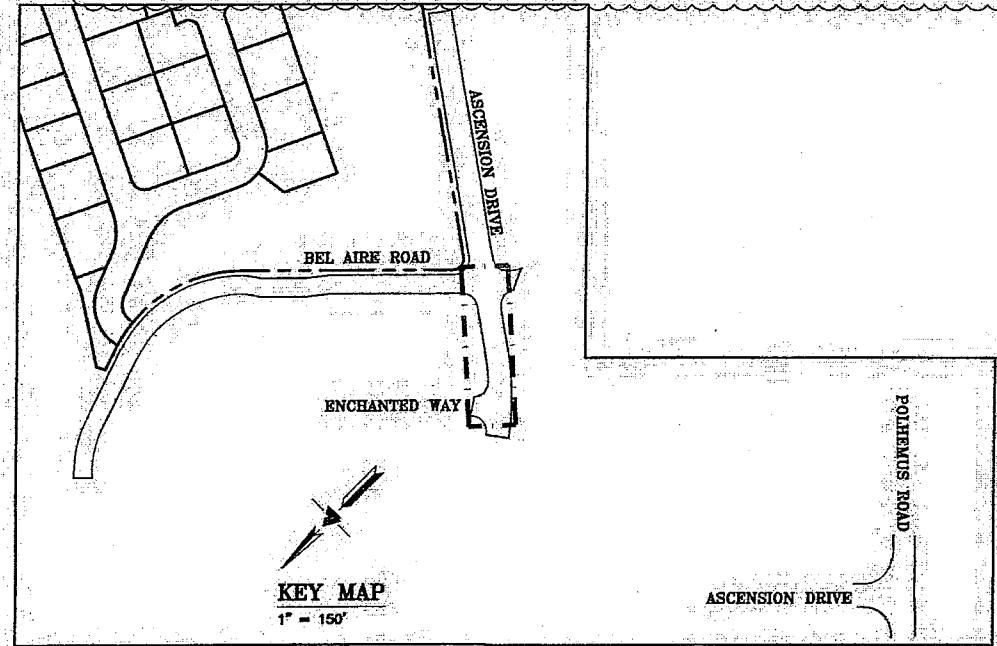 ASCENSION DRIVE
BEL AIRE ROAD
ENCHANTED WAY
POLHEMUS ROAD
KEY MAP
1" = 150'
ASCENSION DRIVE